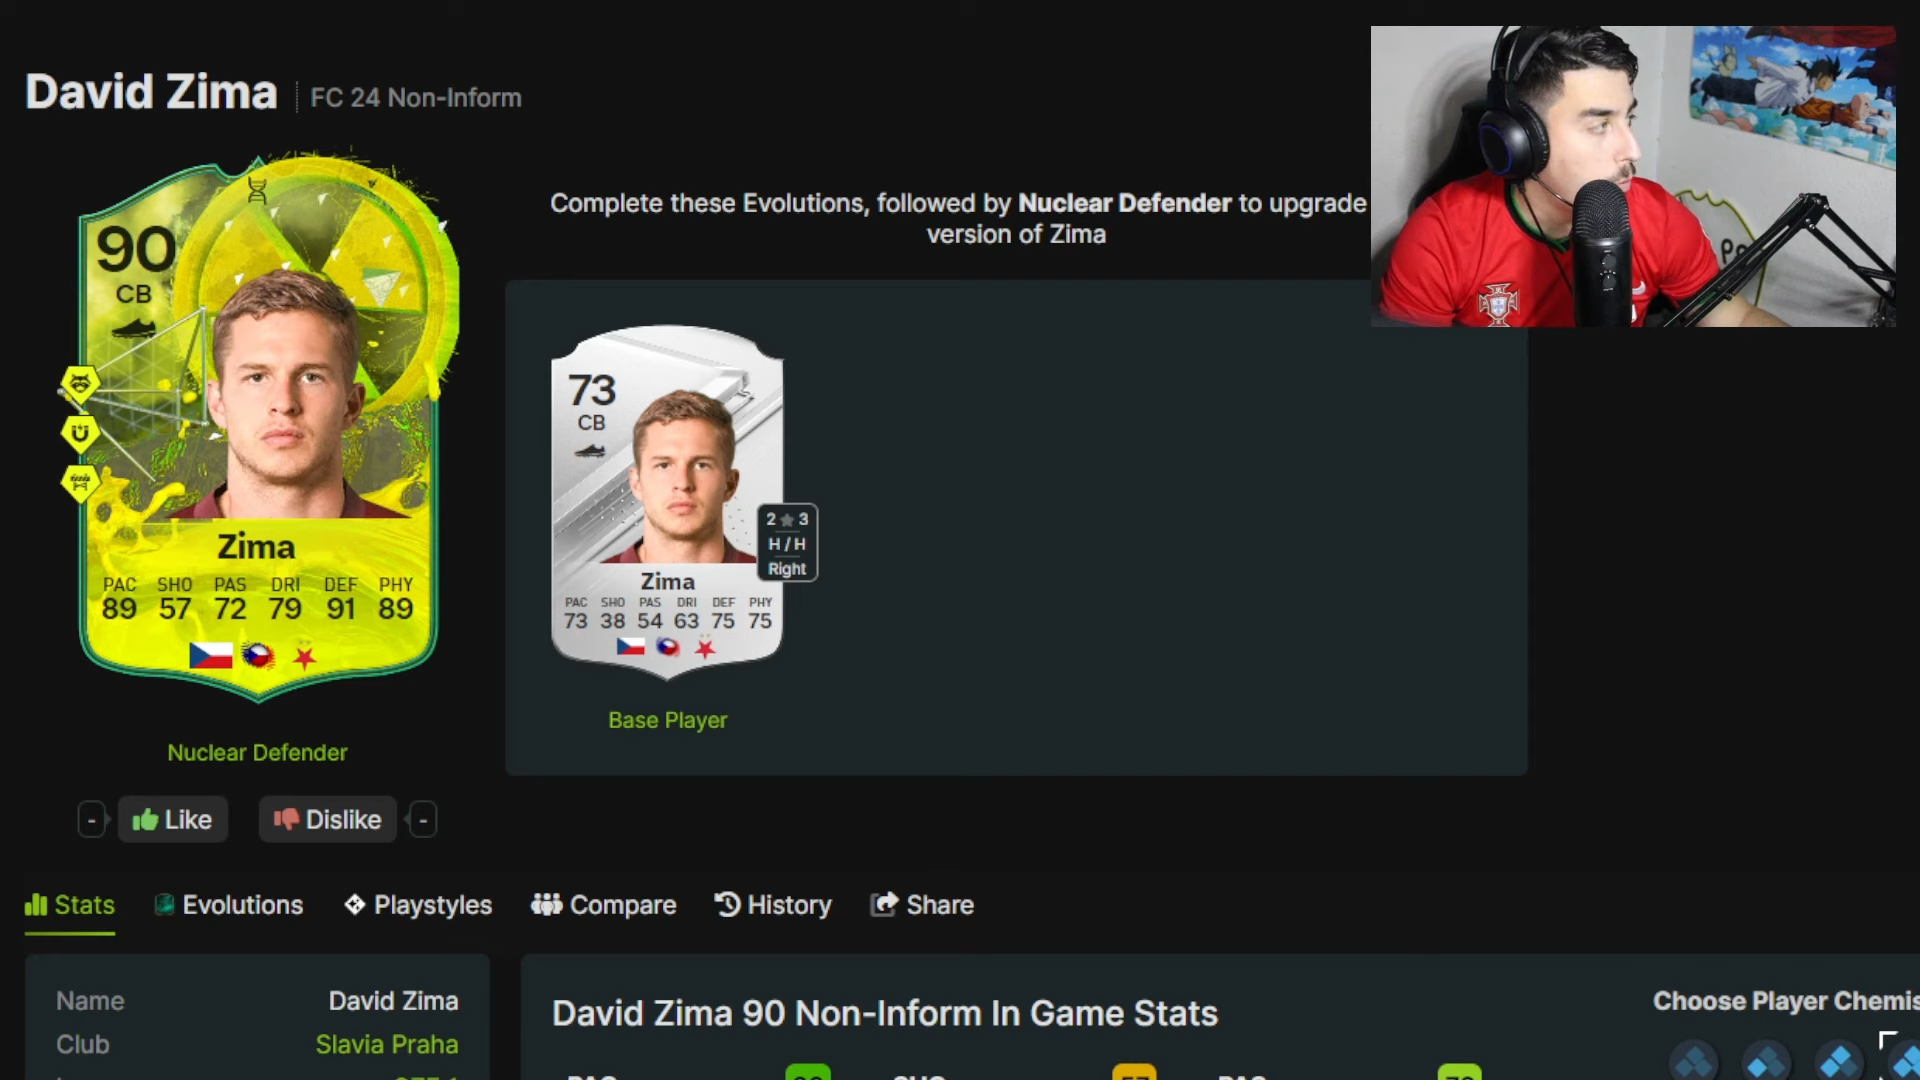 David Zima
FC 24 Non-Inform
Complete these Evolutions, followed by Nuclear Defender to upgrade
version of Zima
90
CB
Zima
PAC SHO PAS DRI DEF PHY
89 57 72 79 91 89
Nuclear Defender
73
CB
2 ★ 3
H / H
Right
Zima
PAC SHO PAS DRI DEF PHY
73 38 54 63 75 75
Base Player
- Like Dislike -
Stats Evolutions Playstyles Compare History Share
Name David Zima
Club Slavia Praha
David Zima 90 Non-Inform In Game Stats
Choose Player Chemis